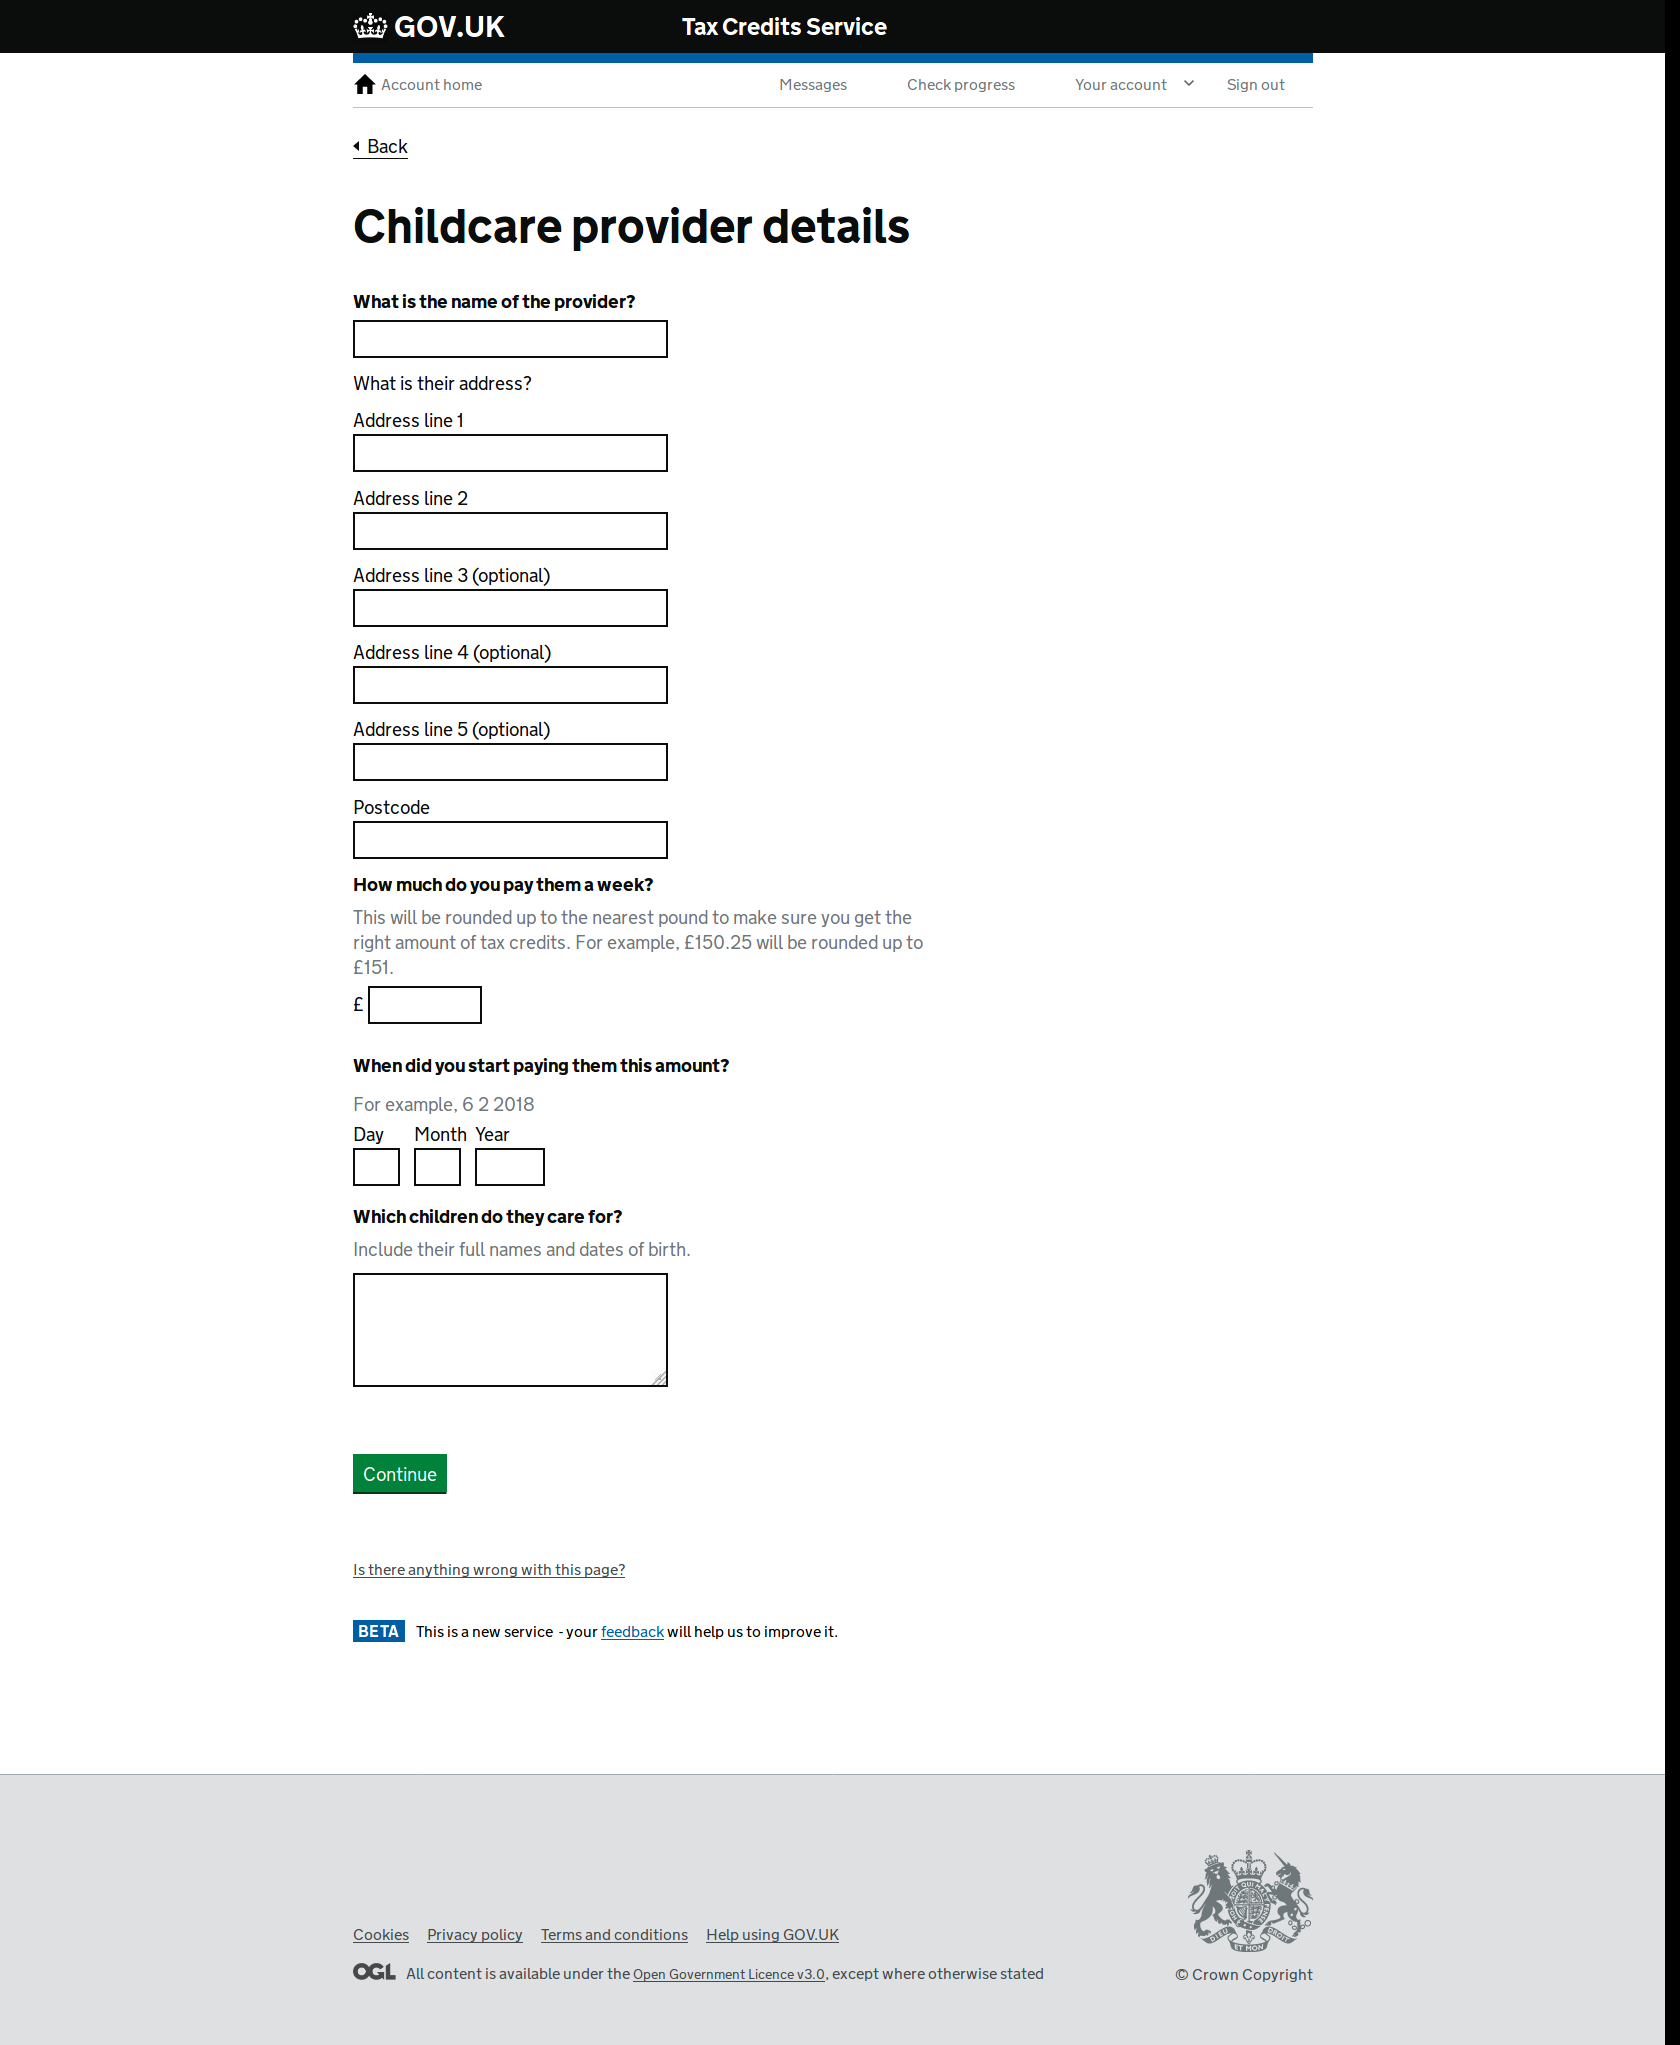 GOV.UK
Tax Credits Service
Account home
Messages
Check progress
Your account
Sign out
Back
Childcare provider details
What is the name of the provider?
What is their address?
Address line 1
Address line 2
Address line 3 (optional)
Address line 4 (optional)
Address line 5 (optional)
Postcode
How much do you pay them a week?
This will be rounded up to the nearest pound to make sure you get the
right amount of tax credits. For example, £150.25 will be rounded up to
£151.
£
When did you start paying them this amount?
For example, 6 2 2018
Day Month Year
Which children do they care for?
Include their full names and dates of birth.
Continue
Is there anything wrong with this page?
BETA This is a new service - your feedback will help us to improve it.
Cookies Privacy policy Terms and conditions Help using GOV.UK
OGL All content is available under the Open Government Licence v3.0, except where otherwise stated
DIEU ET MON DROIT
© Crown Copyright